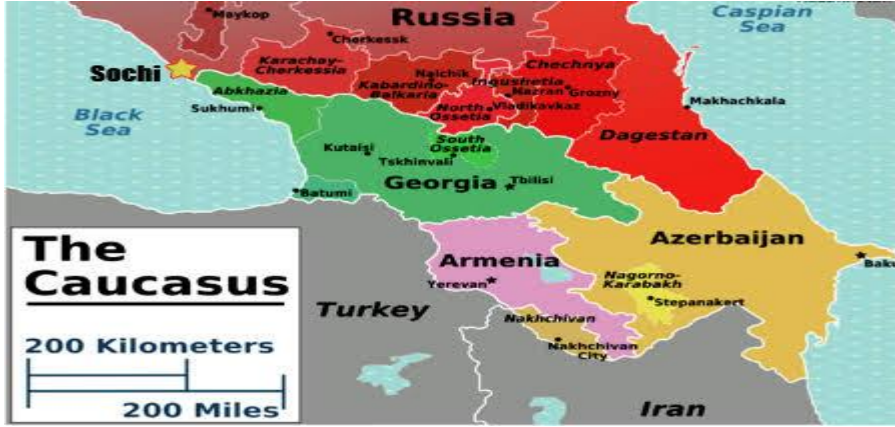 Russia
Caspian
Sea
Maykop
Cherkessk
Sochi
Karachay-
Cherkessia
Nalchik
Kabardino-
Balkaria
Chechnya
Ingushetia
Nazran
Grozny
Abkhazia
Sukhumi
North
Ossetia
Vladikavkaz
Makhachkala
Black
Sea
Dagestan
South
Ossetia
Kutaisi
Tskhinvali
Georgia
Tbilisi
Batumi
Azerbaijan
The
Caucasus
Armenia
Baku
Yerevan
Nagorno-
Karabakh
Stepanakert
Turkey
Nakhchivan
Nakhchivan
City
200 Kilometers
200 Miles
Iran